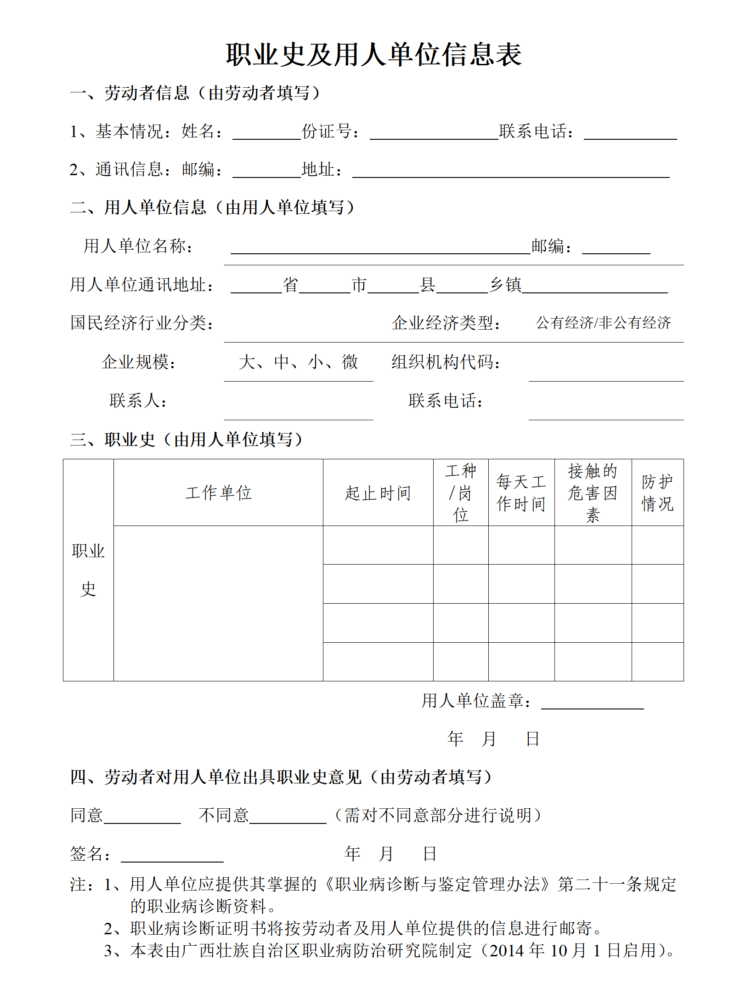 职业史及用人单位信息表
一、劳动者信息（由劳动者填写）
1、基本情况：姓名：________份证号：_______________联系电话：___________
2、通讯信息：邮编：________地址：_____________________________________
二、用人单位信息（由用人单位填写）
用人单位名称：___________________________________邮编：________
用人单位通讯地址：______省______市______县______乡镇_________________
国民经济行业分类： 企业经济类型： 公有经济/非公有经济
企业规模： 大、中、小、微 组织机构代码：
联系人： 联系电话：
三、职业史（由用人单位填写）
职业
史
工作单位
起止时间
工种
/岗
位
每天工
作时间
接触的
危害因
素
防护
情况
用人单位盖章：____________
年 月 日
四、劳动者对用人单位出具职业史意见（由劳动者填写）
同意_________ 不同意_________（需对不同意部分进行说明）
签名：____________ 年 月 日
注：1、用人单位应提供其掌握的《职业病诊断与鉴定管理办法》第二十一条规定
的职业病诊断资料。
2、职业病诊断证明书将按劳动者及用人单位提供的信息进行邮寄。
3、本表由广西壮族自治区职业病防治研究院制定（2014 年 10 月 1 日启用）。